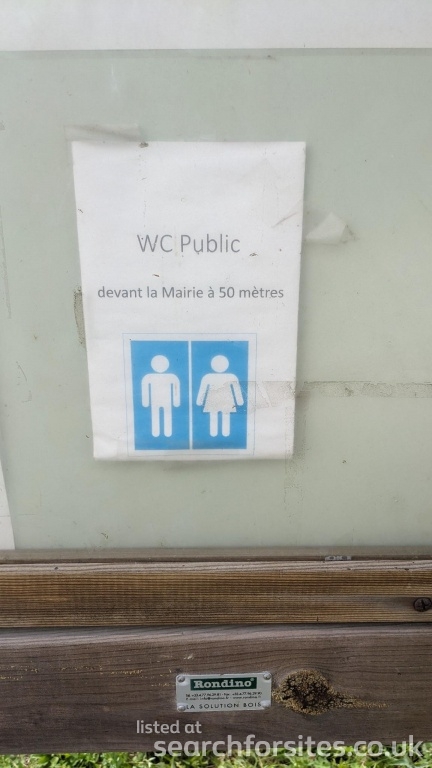 WC Public
devant la Mairie à 50 mètres
Rondino
LA SOLUTION BOIS
listed at
searchforsites.co.uk